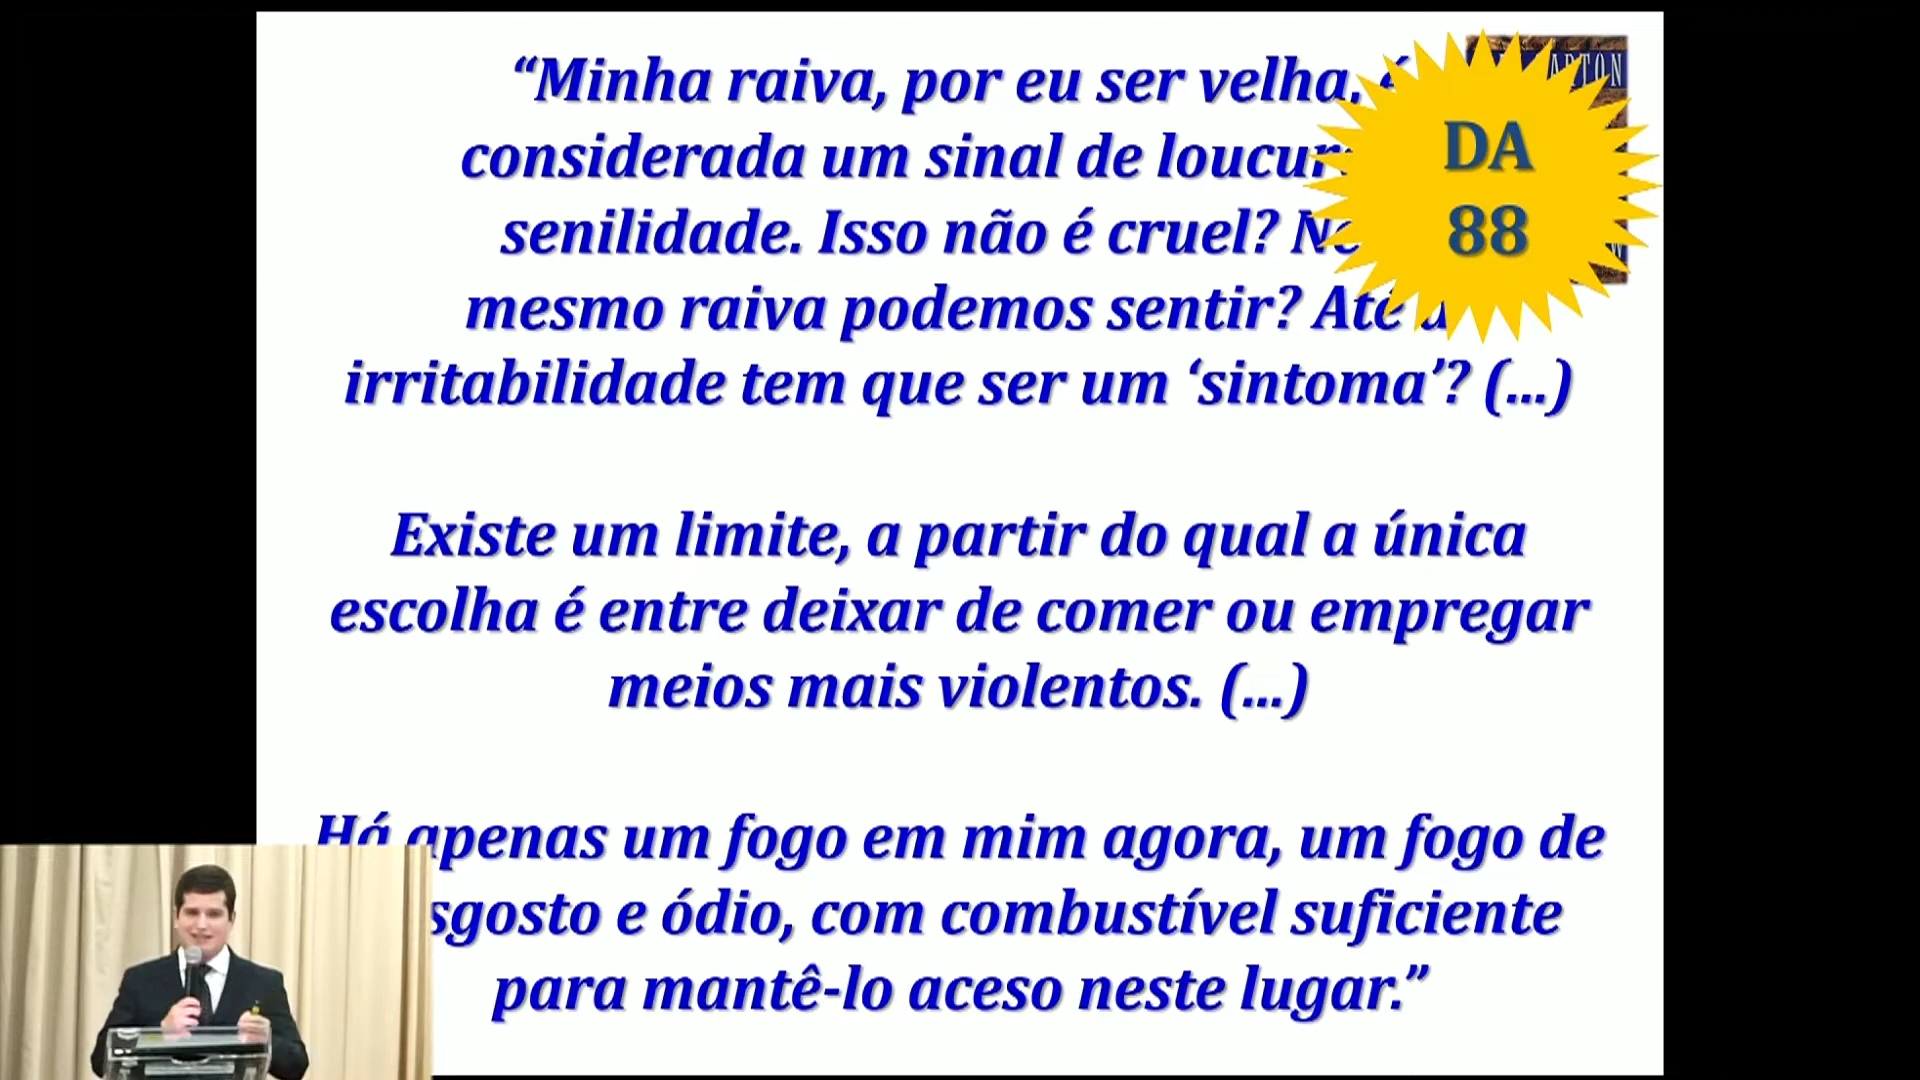 “Minha raiva, por eu ser velha, é
considerada um sinal de
senilidade. Isso não é cruel?
mesmo raiva podemos sentir? Até a
irritabilidade tem que ser um ‘sintoma’? (...)
Existe um limite, a partir do qual a única
escolha é entre deixar de comer ou empregar
meios mais violentos. (...)
Há apenas um fogo em mim agora, um fogo de
e ódio, com combustível suficiente
para mantê-lo aceso neste lugar.”
DA
88